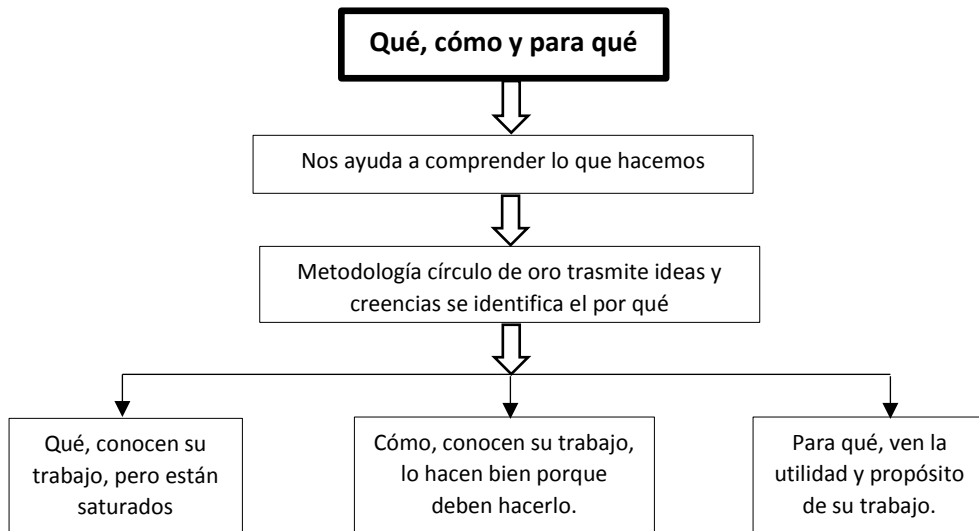 Qué, cómo y para qué
Nos ayuda a comprender lo que hacemos
Metodología círculo de oro trasmite ideas y
creencias se identifica el por qué
Qué, conocen su
trabajo, pero están
saturados
Cómo, conocen su trabajo,
lo hacen bien porque
deben hacerlo.
Para qué, ven la
utilidad y propósito
de su trabajo.